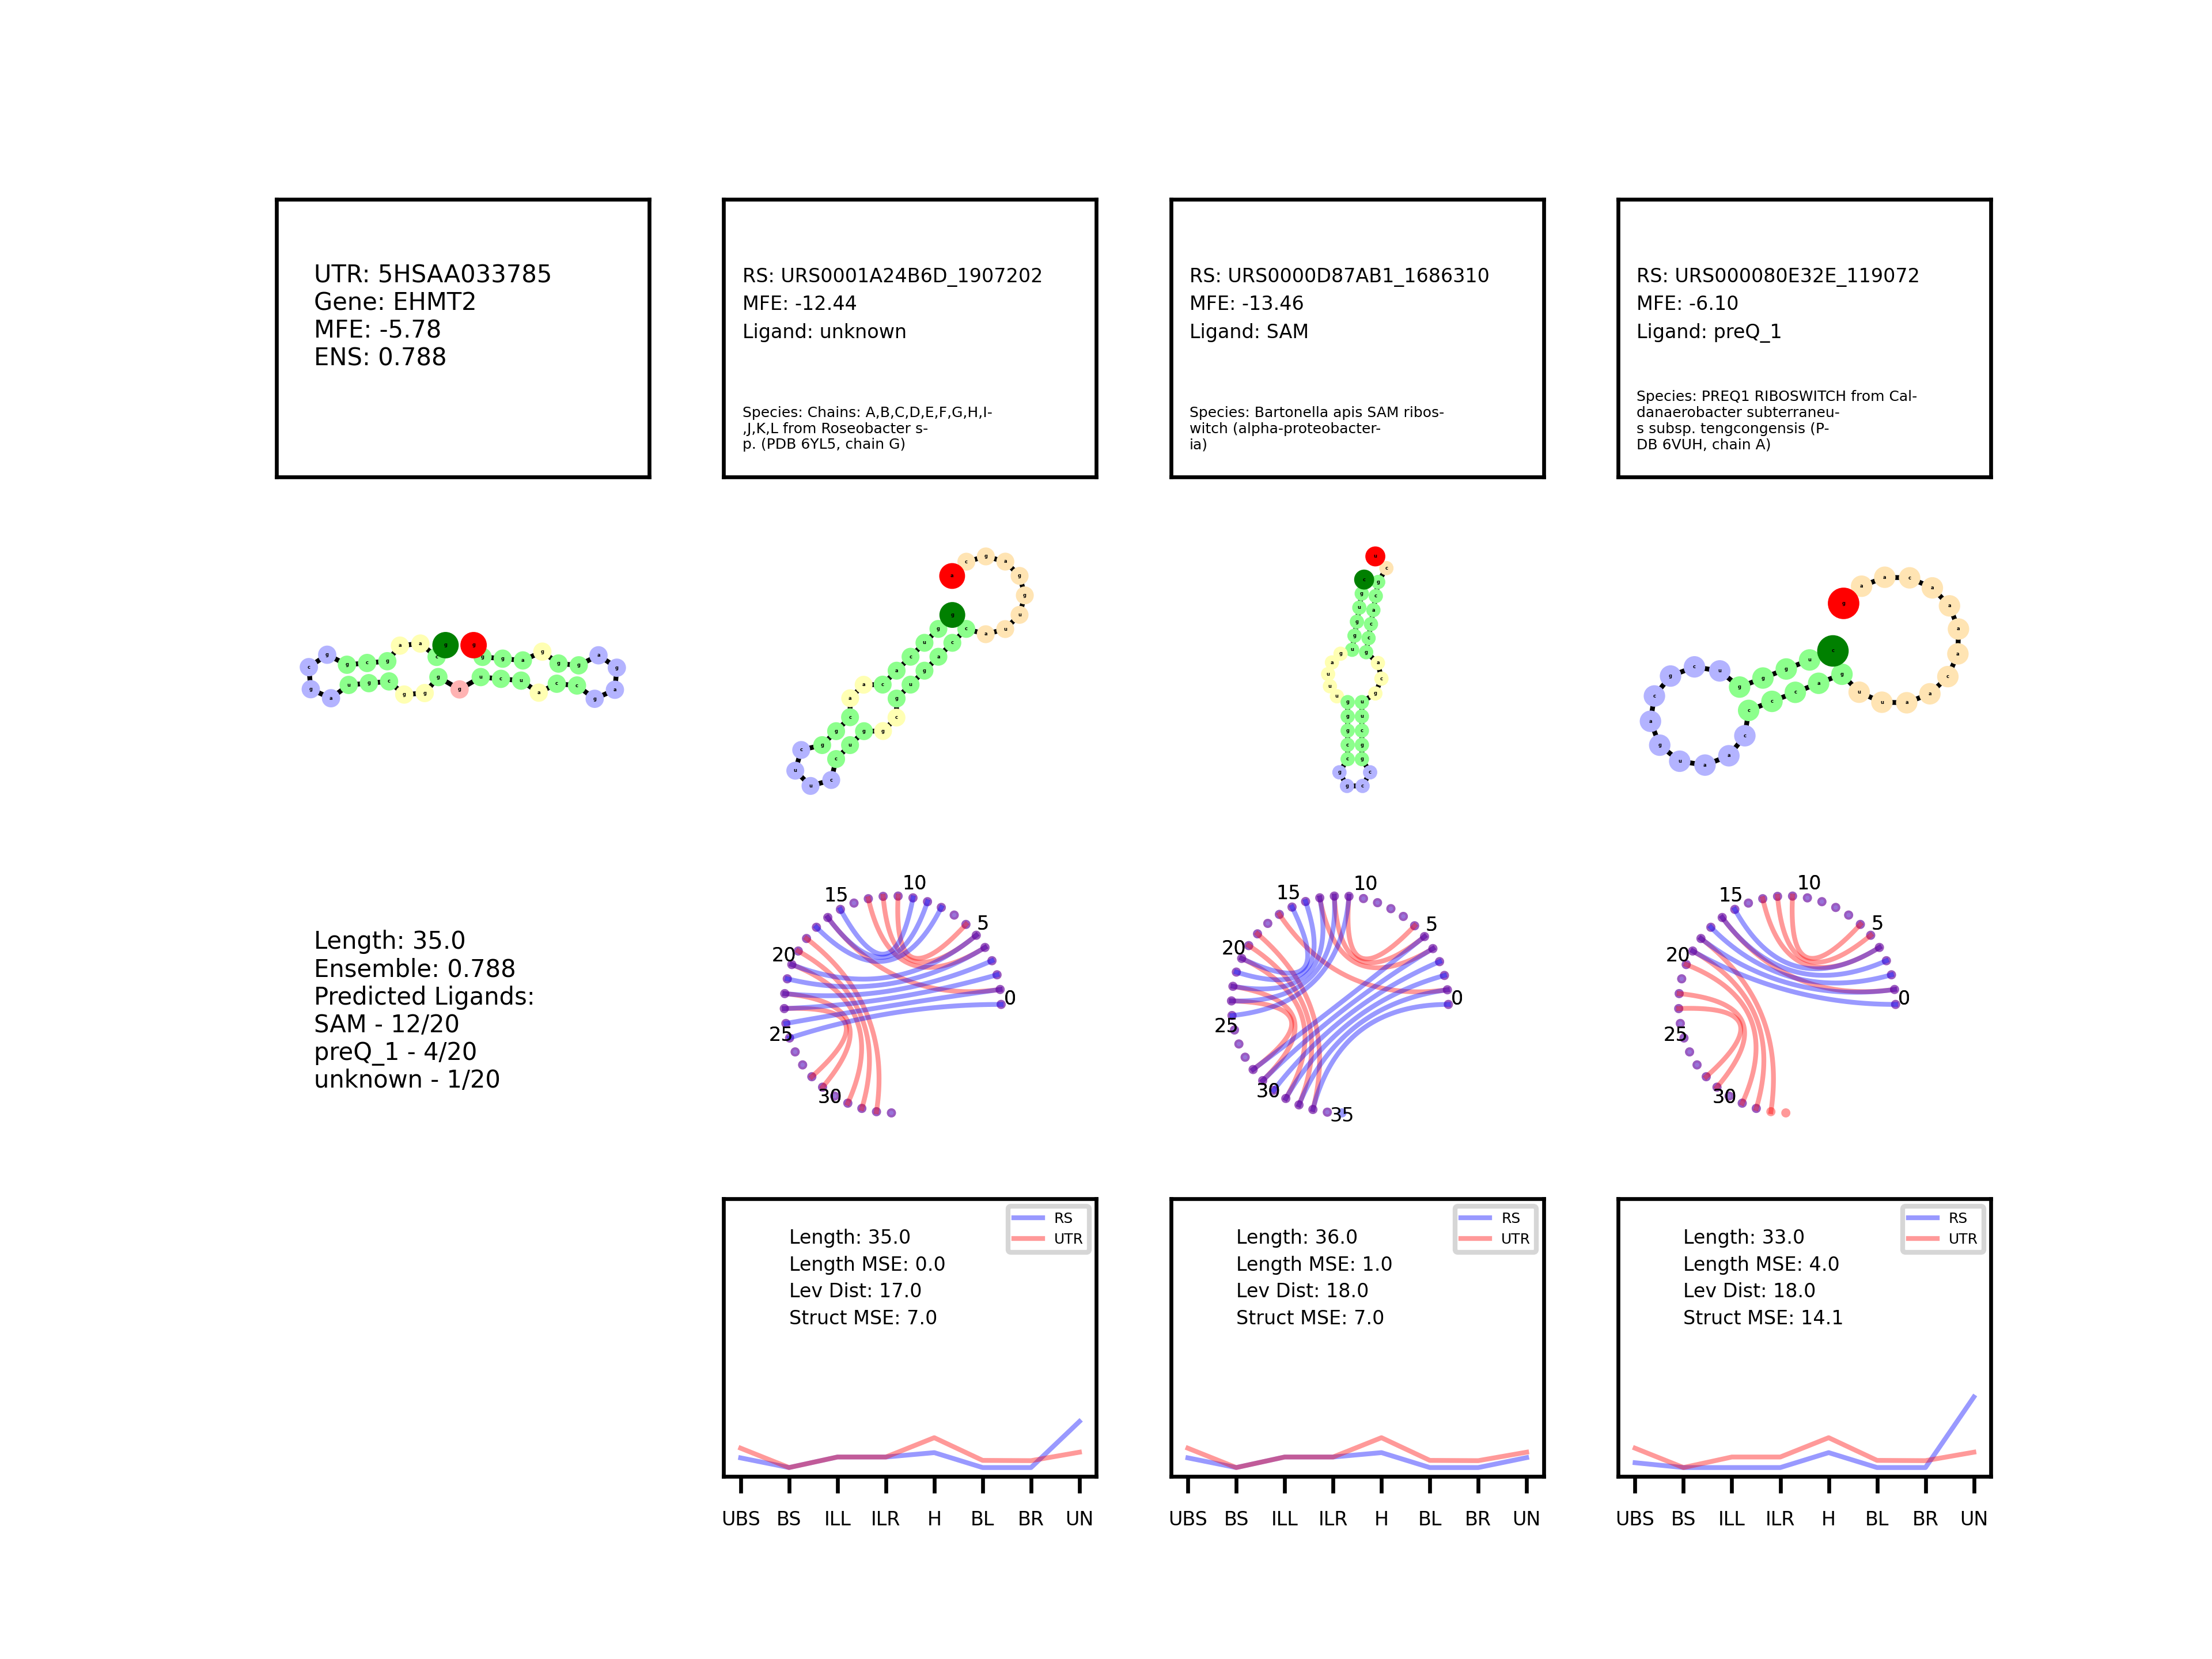 UTR: 5HSAA033785
Gene: EHMT2
MFE: -5.78
ENS: 0.788
RS: URS0001A24B6D_1907202
MFE: -12.44
Ligand: unknown
Species: Chains: A,B,C,D,E,F,G,H,I-
,J,K,L from Roseobacter s-
p. (PDB 6YL5, chain G)
RS: URS0000D87AB1_1686310
MFE: -13.46
Ligand: SAM
Species: Bartonella apis SAM ribos-
witch (alpha-proteobacter-
ia)
RS: URS000080E32E_119072
MFE: -6.10
Ligand: preQ_1
Species: PREQ1 RIBOSWITCH from Cal-
danaerobacter subterraneu-
s subsp. tengcongensis (P-
DB 6VUH, chain A)
Length: 35.0
Ensemble: 0.788
Predicted Ligands:
SAM - 12/20
preQ_1 - 4/20
unknown - 1/20
0
5
10
15
20
25
30
0
5
10
15
20
25
30
35
0
5
10
15
20
25
30
Length: 35.0
Length MSE: 0.0
Lev Dist: 17.0
Struct MSE: 7.0
RS
UTR
UBS BS ILL ILR H BL BR UN
Length: 36.0
Length MSE: 1.0
Lev Dist: 18.0
Struct MSE: 7.0
RS
UTR
UBS BS ILL ILR H BL BR UN
Length: 33.0
Length MSE: 4.0
Lev Dist: 18.0
Struct MSE: 14.1
RS
UTR
UBS BS ILL ILR H BL BR UN